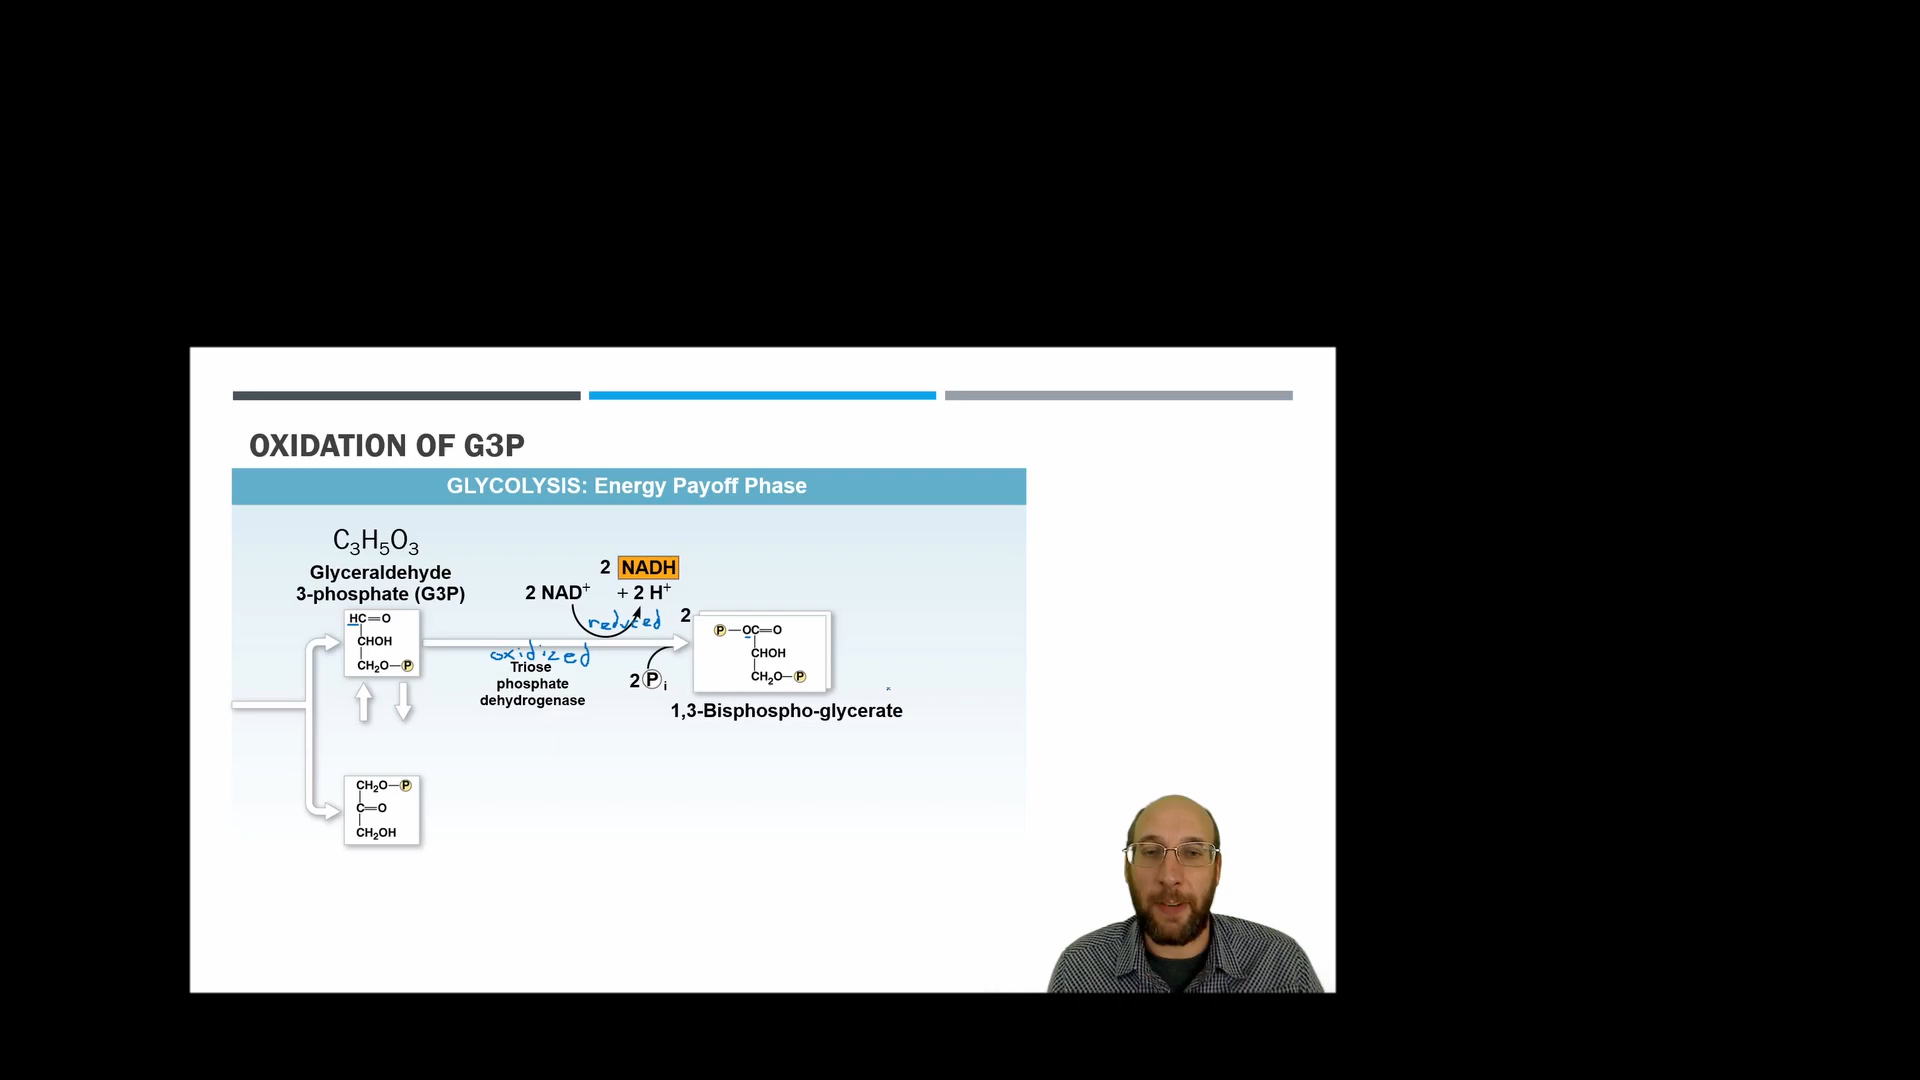 OXIDATION OF G3P
GLYCOLYSIS: Energy Payoff Phase
C₃H₅O₃
Glyceraldehyde
3-phosphate (G3P)
HC=O
CHOH
CH₂O—P
2 NAD⁺
2 NADH
+ 2 H⁺
reduced
oxidized
Triose
phosphate
dehydrogenase
2 Pᵢ
2
P—OC=O
CHOH
CH₂O—P
1,3-Bisphospho-glycerate
CH₂O—P
C=O
CH₂OH